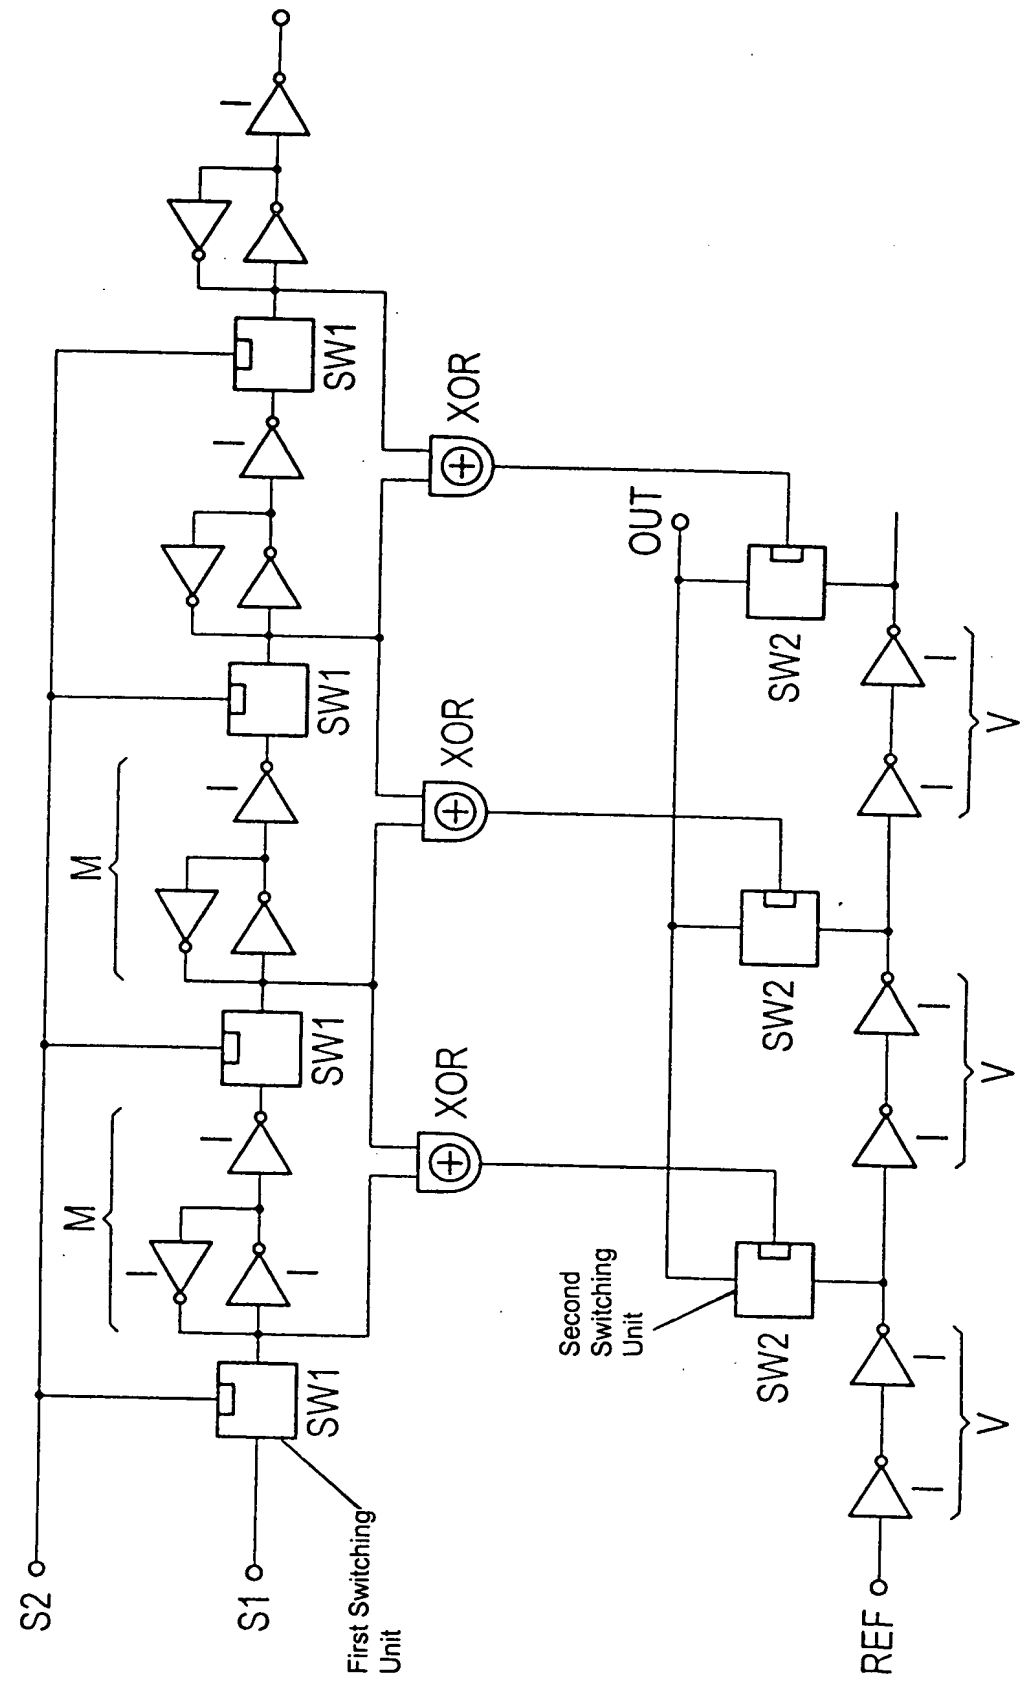 S2
M
M
I
I
I
I
I
S1
I
SW1
SW1
SW1
SW1
First Switching
Unit
XOR
XOR
XOR
Second
Switching
Unit
OUT
SW2
SW2
SW2
REF
I
I
I
I
I
I
V
V
V